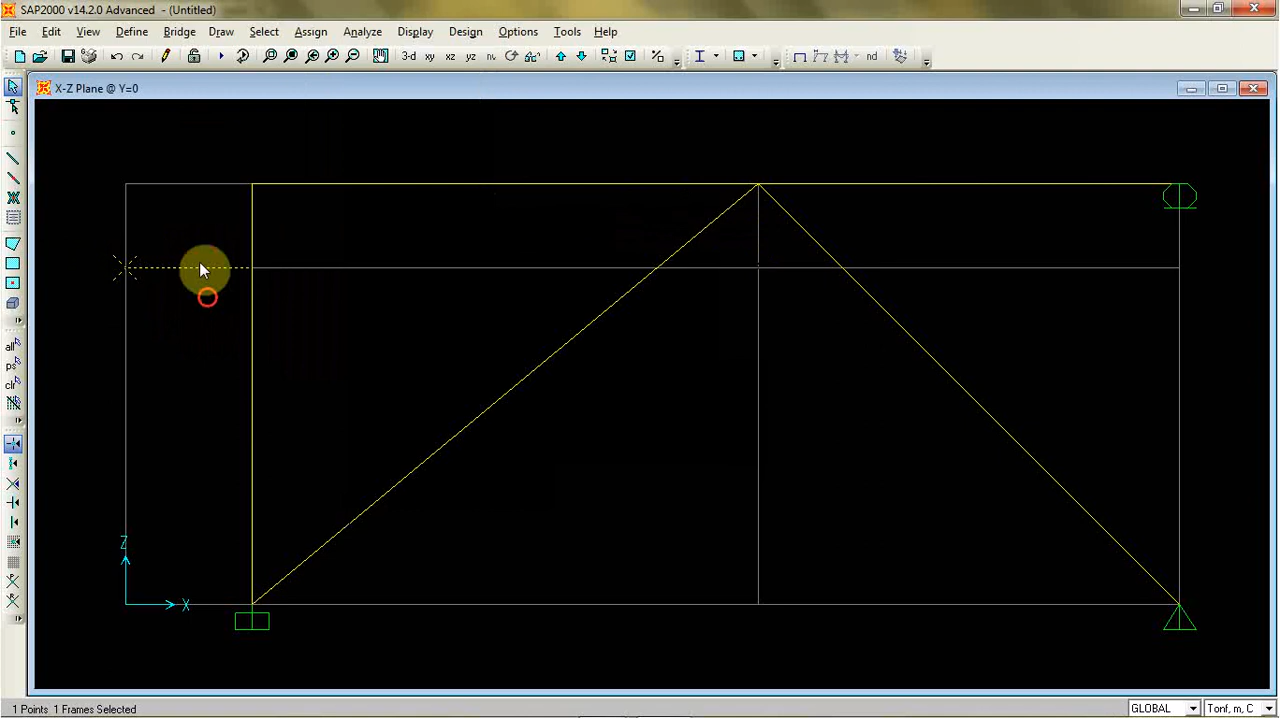 SAP2000 v14.2.0 Advanced - (Untitled)
File Edit View Define Bridge Draw Select Assign Analyze Display Design Options Tools Help
3-d xy xz yz nv nd
X-Z Plane @ Y=0
all
ps
clr
Z
X
1 Points 1 Frames Selected
GLOBAL
Tonf, m, C